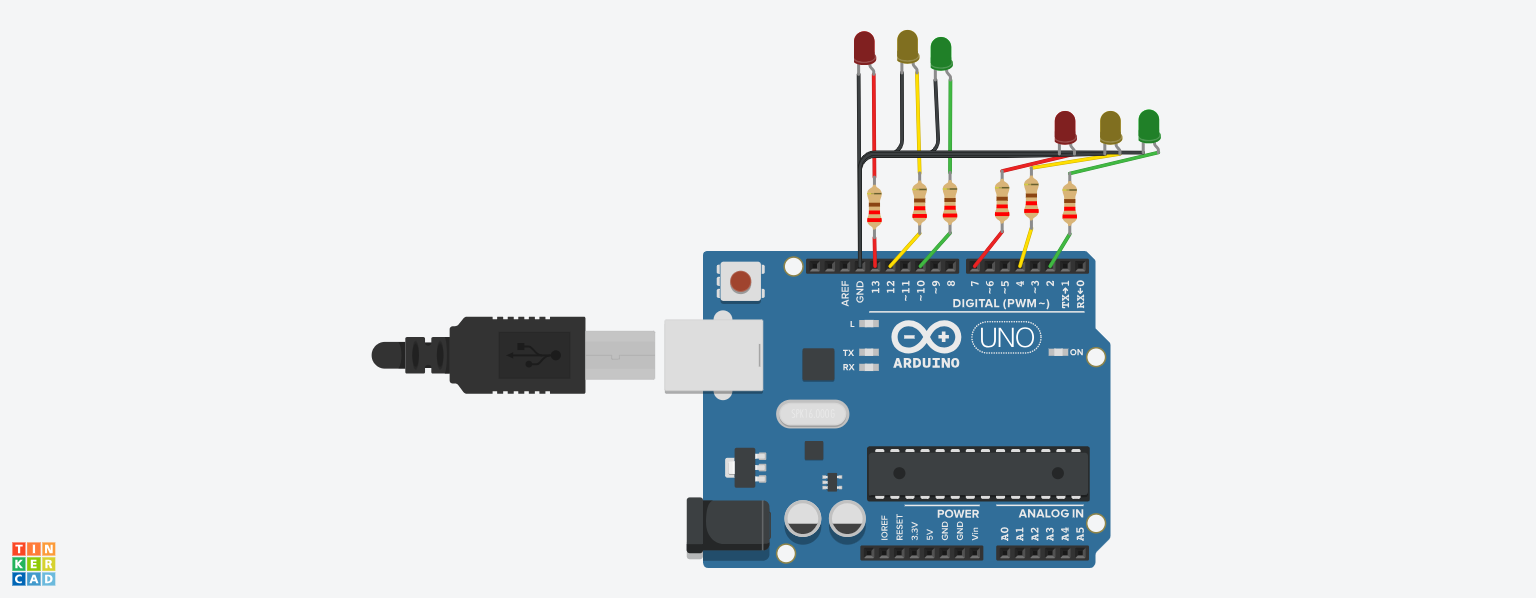 AREF
GND
13
12
~11
~10
~9
8
7
~6
~5
4
~3
2
TX→1
RX←0
DIGITAL (PWM~)
L
TX
RX
UNO
ARDUINO
ON
POWER
ANALOG IN
IOREF
RESET
3.3V
5V
GND
GND
Vin
A0
A1
A2
A3
A4
A5
TIN
KER
CAD